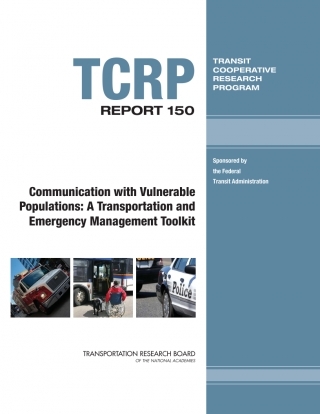 TCRP
REPORT 150
TRANSIT
COOPERATIVE
RESEARCH
PROGRAM
Sponsored by
the Federal
Transit Administration
Communication with Vulnerable
Populations: A Transportation and
Emergency Management Toolkit
Police
TRANSPORTATION RESEARCH BOARD
OF THE NATIONAL ACADEMIES